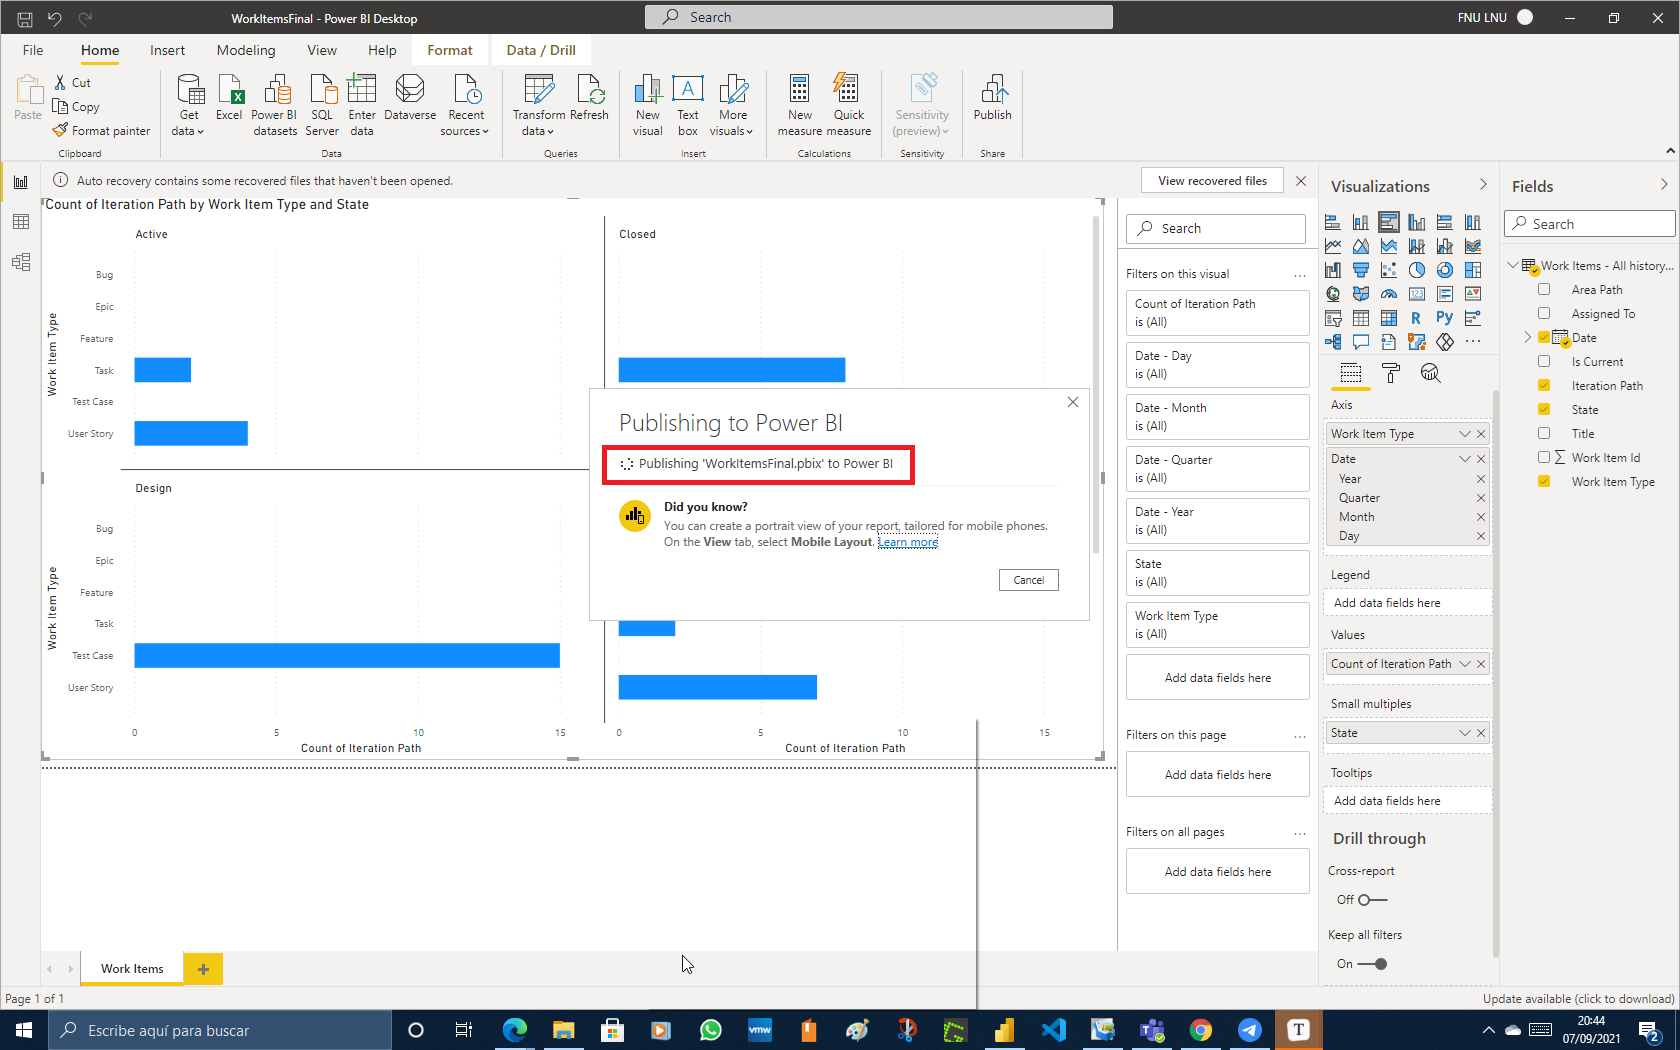 WorkItemsFinal - Power BI Desktop
Search
FNU LNU
File
Home
Insert
Modeling
View
Help
Format
Data / Drill
Paste
Cut
Copy
Format painter
Clipboard
Get
data
Excel
Power BI
datasets
SQL
Server
Enter
data
Dataverse
Recent
sources
Data
Transform
data
Refresh
Queries
New
visual
Text
box
More
visuals
Insert
New
measure
Quick
measure
Calculations
Sensitivity
(preview)
Sensitivity
Publish
Share
Auto recovery contains some recovered files that haven't been opened.
View recovered files
Count of Iteration Path by Work Item Type and State
Active
Work Item Type
Bug
Epic
Feature
Task
Test Case
User Story
Closed
Design
Work Item Type
Bug
Epic
Feature
Task
Test Case
User Story
0
5
10
15
Count of Iteration Path
0
5
10
15
Count of Iteration Path
Publishing to Power BI
Publishing 'WorkItemsFinal.pbix' to Power BI
Did you know?
You can create a portrait view of your report, tailored for mobile phones.
On the View tab, select Mobile Layout. Learn more
Cancel
Search
Filters on this visual
...
Count of Iteration Path
is (All)
Date - Day
is (All)
Date - Month
is (All)
Date - Quarter
is (All)
Date - Year
is (All)
State
is (All)
Work Item Type
is (All)
Add data fields here
Filters on this page
...
Add data fields here
Filters on all pages
...
Add data fields here
Visualizations
123
R
Py
...
Axis
Work Item Type
Date
Year
Quarter
Month
Day
Legend
Add data fields here
Values
Count of Iteration Path
Small multiples
State
Tooltips
Add data fields here
Drill through
Cross-report
Off
Keep all filters
On
Fields
Search
Work Items - All history...
Area Path
Assigned To
Date
Is Current
Iteration Path
State
Title
Work Item Id
Work Item Type
Work Items
Page 1 of 1
Update available (click to download)
Escribe aquí para buscar
vmw
T
20:44
07/09/2021
2